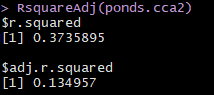 > RsquareAdj(ponds.cca2)
$r.squared
[1] 0.3735895
$adj.r.squared
[1] 0.134957